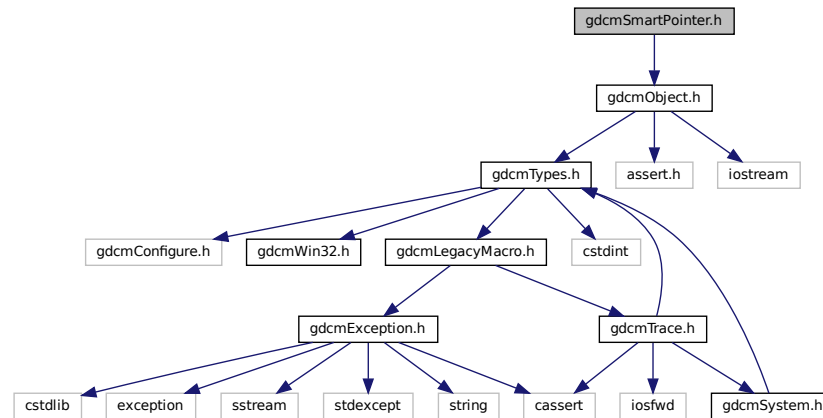 gdcmSmartPointer.h
gdcmObject.h
gdcmTypes.h
assert.h
iostream
gdcmConfigure.h
gdcmWin32.h
gdcmLegacyMacro.h
cstdint
gdcmException.h
gdcmTrace.h
cstdlib
exception
sstream
stdexcept
string
cassert
iosfwd
gdcmSystem.h